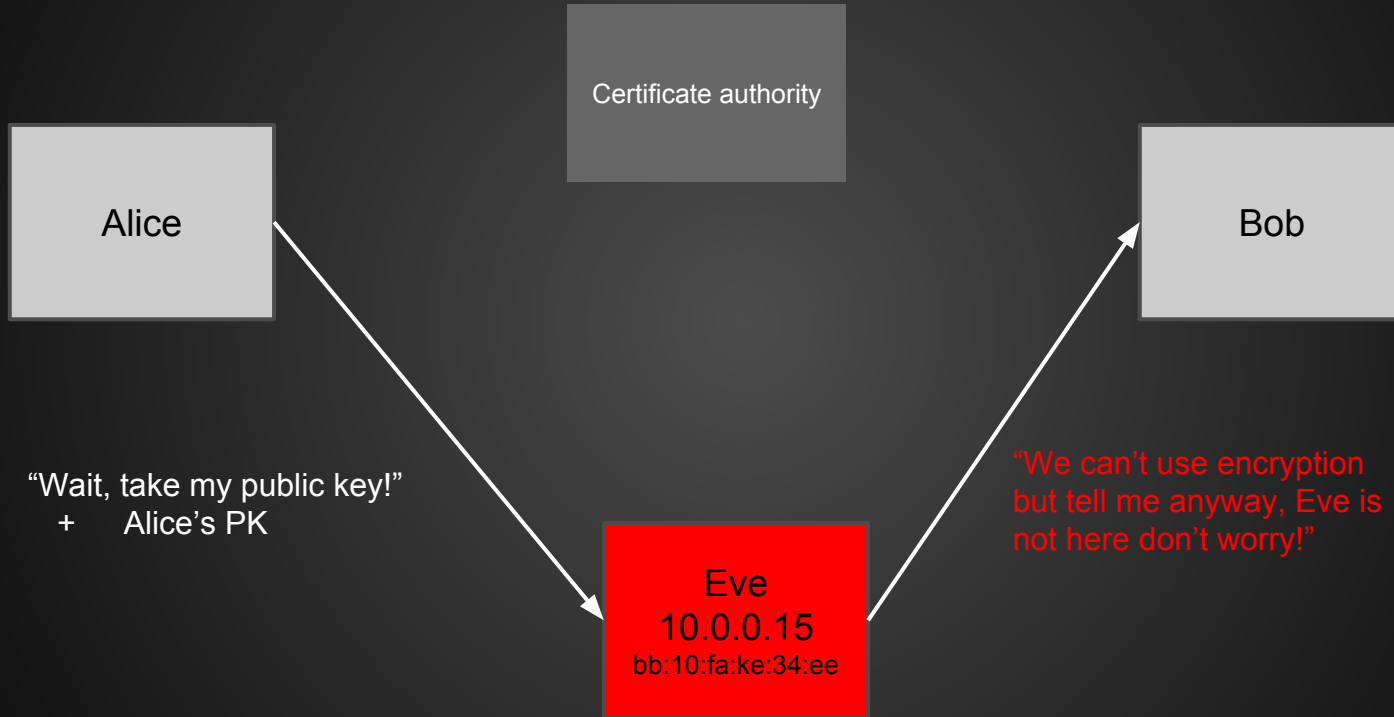 Certificate authority
Alice
Bob
“Wait, take my public key!”
+ Alice’s PK
“We can’t use encryption
but tell me anyway, Eve is
not here don’t worry!”
Eve
10.0.0.15
bb:10:fa:ke:34:ee